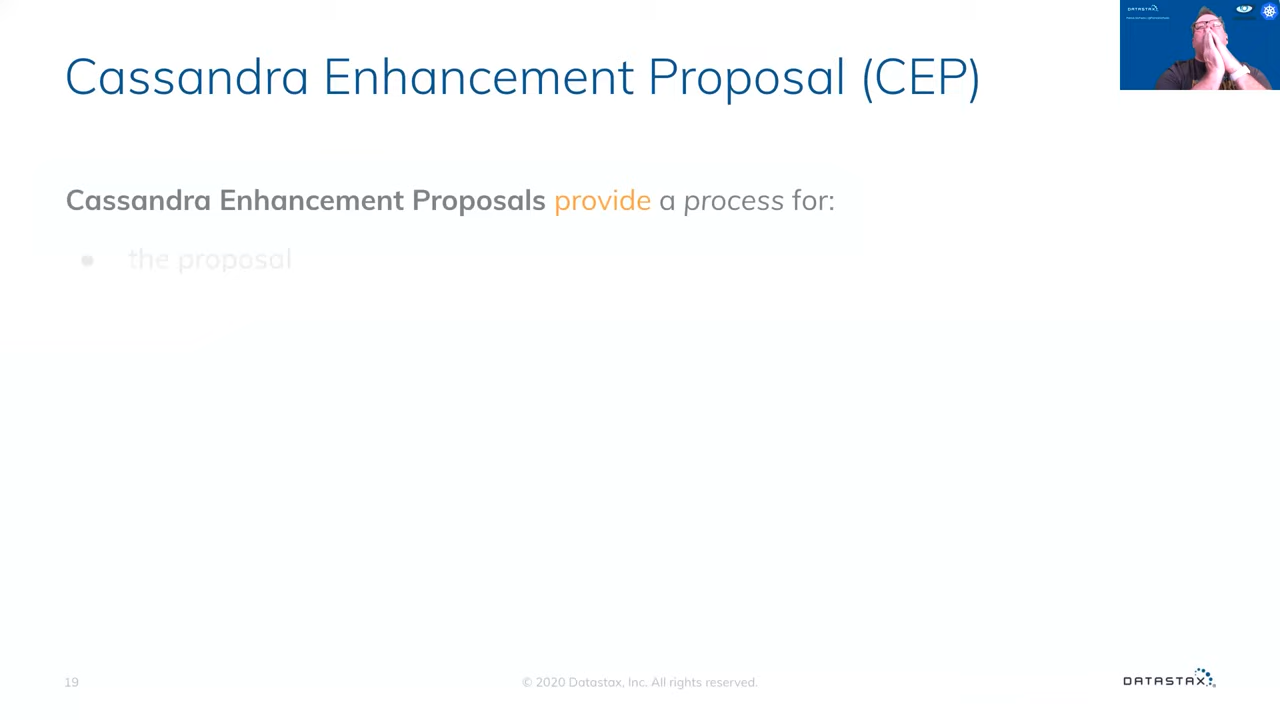 Cassandra Enhancement Proposal (CEP)
DATASTAX
Cassandra Enhancement Proposals provide a process for:
● the proposal
19
© 2020 Datastax, Inc. All rights reserved.
DATASTAX